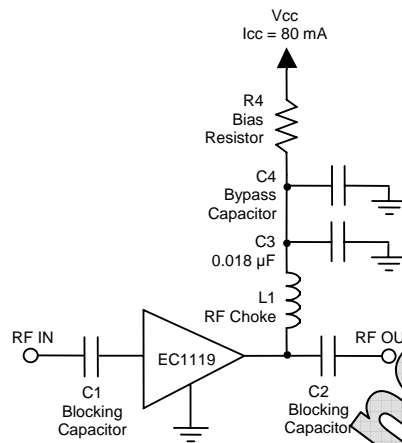 Vcc
Icc = 80 mA
R4
Bias
Resistor
C4
Bypass
Capacitor
C3
0.018 µF
L1
RF Choke
RF IN
EC1119
C1
Blocking
Capacitor
C2
Blocking
Capacitor
RF OU